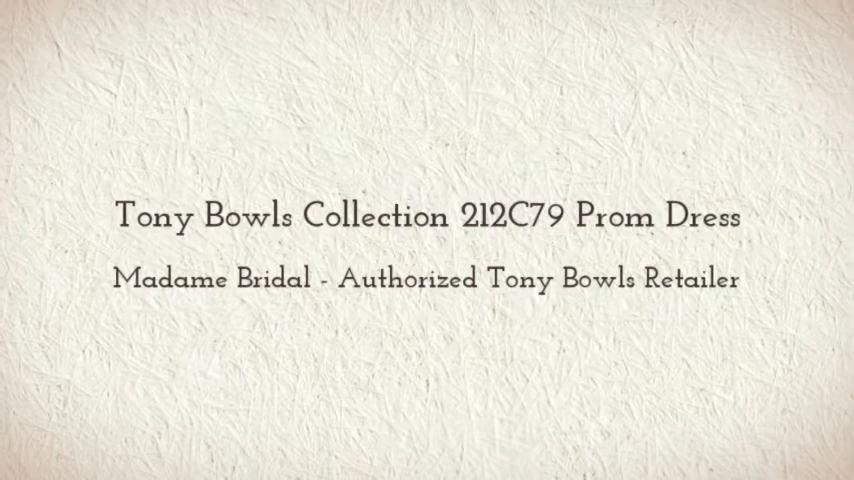 Tony Bowls Collection 212C79 Prom Dress
Madame Bridal - Authorized Tony Bowls Retailer